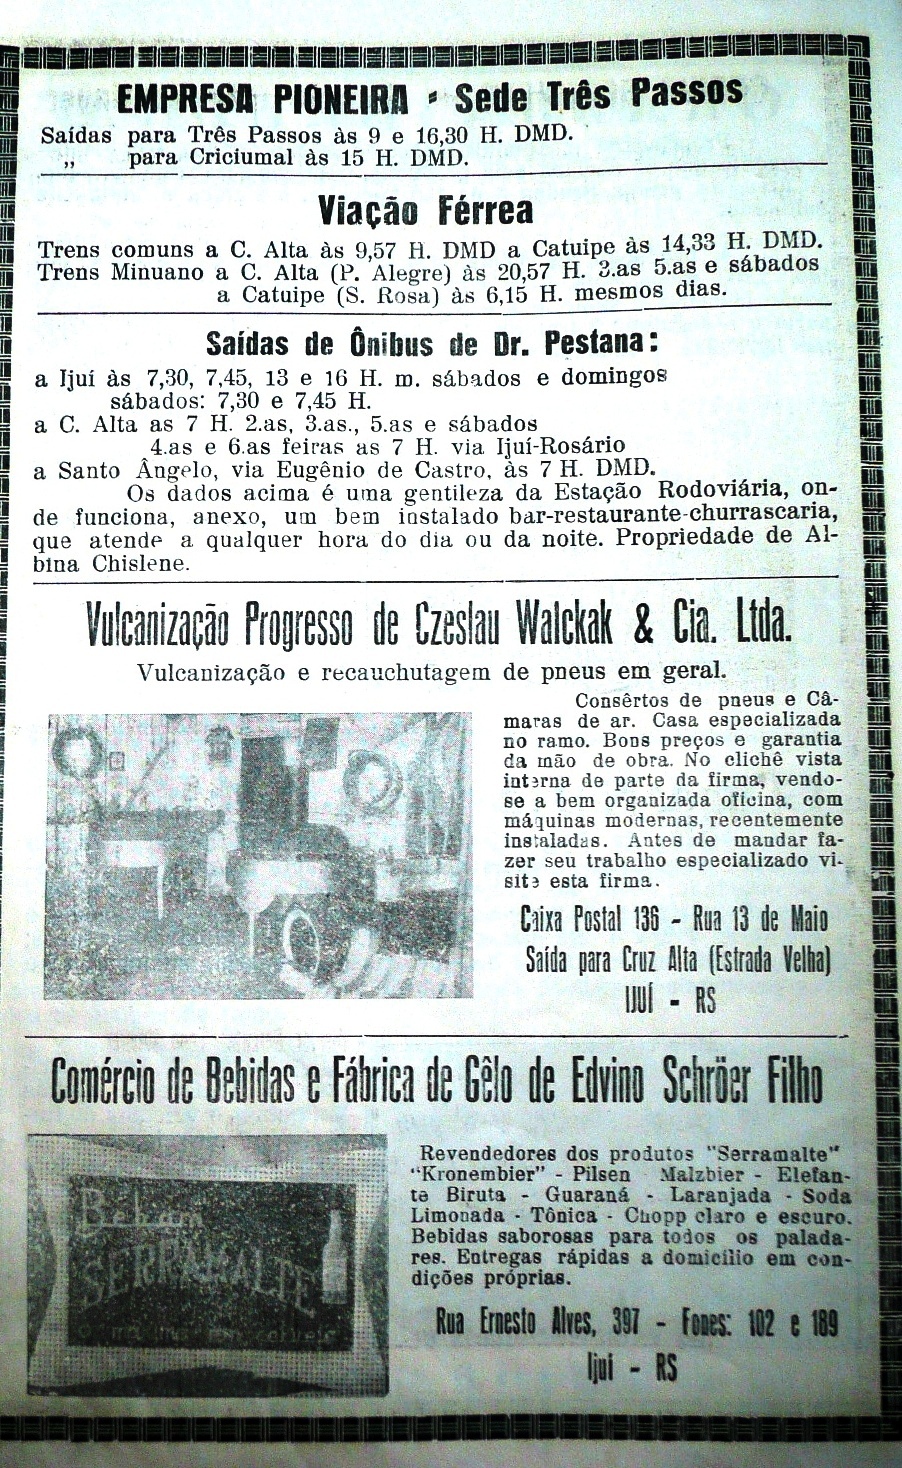 EMPRESA PIONEIRA - Sede Três Passos
Saídas para Três Passos às 9 e 16,30 H. DMD.
,, para Criciumal às 15 H. DMD.
Viação Férrea
Trens comuns a C. Alta às 9,57 H. DMD a Catuipe às 14,33 H. DMD.
Trens Minuano a C. Alta (P. Alegre) às 20,57 H. 3.as 5.as e sábados
a Catuipe (S. Rosa) às 6,15 H. mesmos dias.
Saídas de Ônibus de Dr. Pestana:
a Ijuí às 7,30, 7,45, 13 e 16 H. m. sábados e domingos
sábados: 7,30 e 7,45 H.
a C. Alta as 7 H. 2.as, 3.as., 5.as e sábados
4.as e 6.as feiras as 7 H. via Ijuí-Rosário
a Santo Ângelo, via Eugênio de Castro, às 7 H. DMD.
Os dados acima é uma gentileza da Estação Rodoviária, on-
de funciona, anexo, um bem instalado bar-restaurante-churrascaria,
que atende a qualquer hora do dia ou da noite. Propriedade de Al-
bina Chislene.
Vulcanização Progresso de Czeslau Walckak & Cia. Ltda.
Vulcanização e recauchutagem de pneus em geral.
Consêrtos de pneus e Câ-
maras de ar. Casa especializada
no ramo. Bons preços e garantia
da mão de obra. No clichê vista
interna de parte da firma, vendo-
se a bem organizada oficina, com
máquinas modernas, recentemente
instaladas. Antes de mandar fa-
zer seu trabalho especializado vi-
site esta firma.
Caixa Postal 136 - Rua 13 de Maio
Saída para Cruz Alta (Estrada Velha)
IJUÍ - RS
Comércio de Bebidas e Fábrica de Gêlo de Edvino Schröer Filho
Bebam
SERRAMALTE
Revendedores dos produtos "Serramalte"
"Kronembier" - Pilsen Malzbier - Elefan-
te Biruta - Guaraná - Laranjada - Soda
Limonada - Tônica - Chopp claro e escuro.
Bebidas saborosas para todos os palada-
res. Entregas rápidas a domicílio em con-
dições próprias.
Rua Ernesto Alves, 397 - Fones: 102 e 189
Ijuí - RS